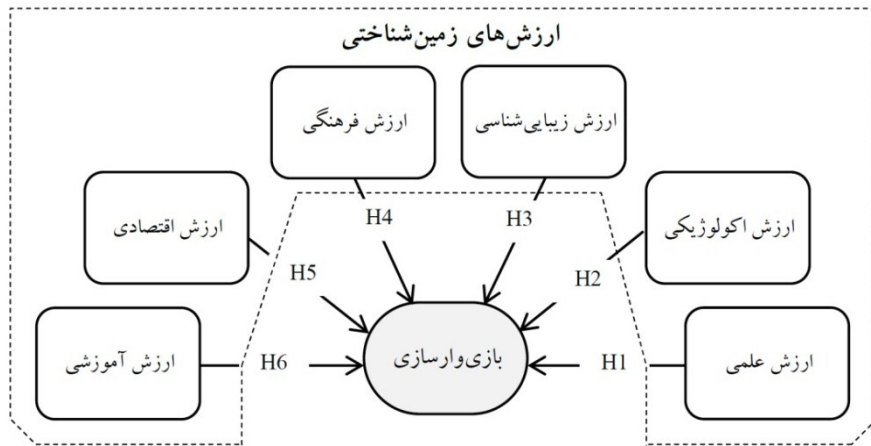 ارزش‌های زمین‌شناختی
ارزش زیبایی‌شناسی
ارزش فرهنگی
ارزش اکولوژیکی
ارزش اقتصادی
H3
H4
H2
H5
ارزش علمی
H1
بازی‌وارسازی
H6
ارزش آموزشی